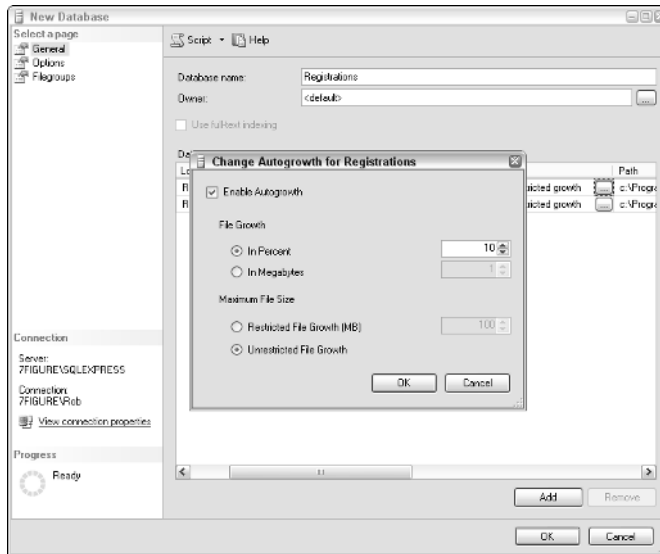 New Database
Select a page
General
Options
Filegroups
Script Help
Database name: Registrations
Owner: <default> ...
Use full-text indexing
Path
ricted growth ... c:\Progra
ricted growth ... c:\Progra
Change Autogrowth for Registrations
Enable Autogrowth
File Growth
In Percent 10
In Megabytes 1
Maximum File Size
Restricted File Growth (MB) 100
Unrestricted File Growth
OK Cancel
Connection
Server:
7FIGURE\SQLEXPRESS
Connection:
7FIGURE\Rob
View connection properties
Progress
Ready
Add Remove
OK Cancel